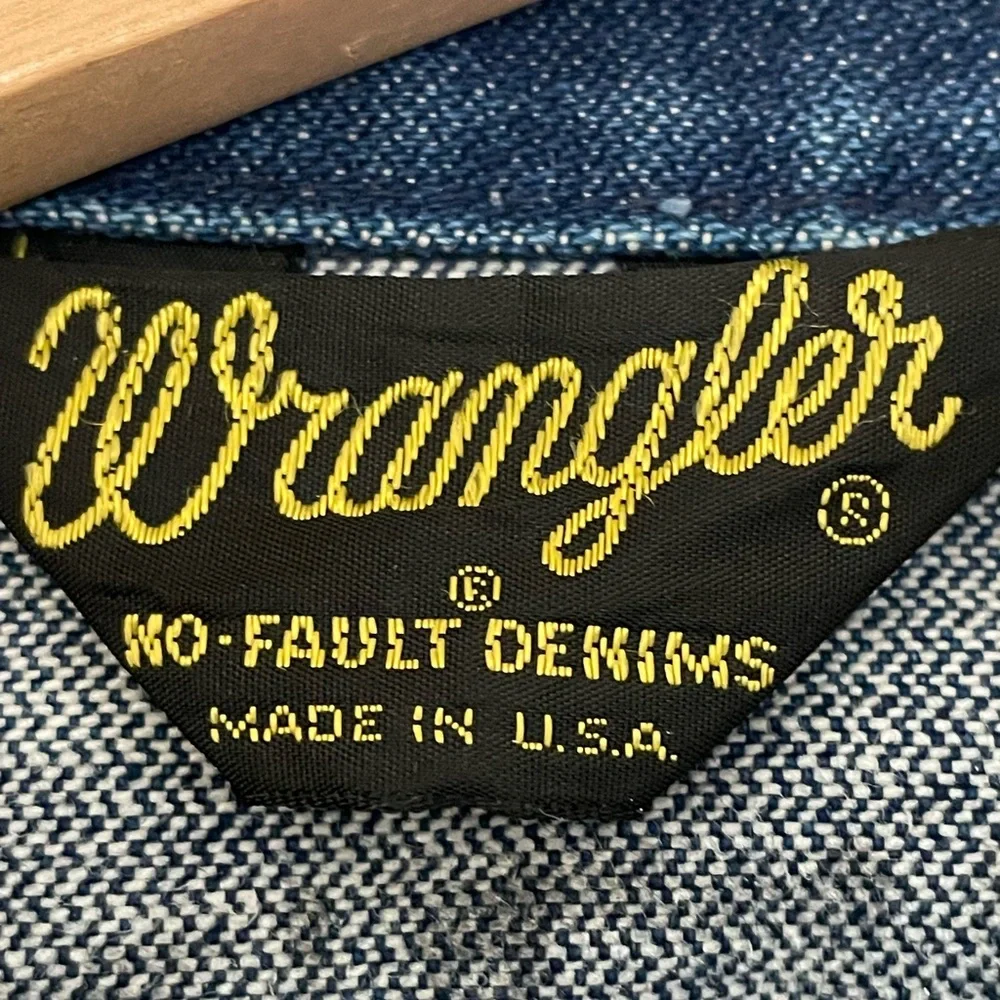 Wrangler
®
®
NO-FAULT DENIMS
MADE IN U.S.A.